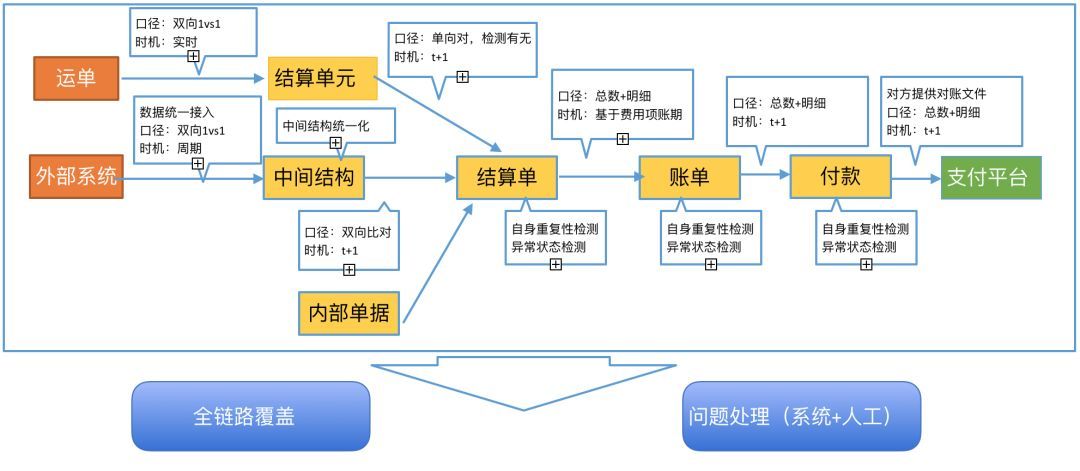 口径：双向1vs1
时机：实时
口径：单向对，检测有无
时机：t+1
运单
结算单元
数据统一接入
口径：双向1vs1
时机：周期
中间结构统一化
口径：总数+明细
时机：基于费用项账期
口径：总数+明细
时机：t+1
对方提供对账文件
口径：总数+明细
时机：t+1
外部系统
中间结构
结算单
账单
付款
支付平台
口径：双向比对
时机：t+1
自身重复性检测
异常状态检测
自身重复性检测
异常状态检测
自身重复性检测
异常状态检测
内部单据
全链路覆盖
问题处理（系统+人工）